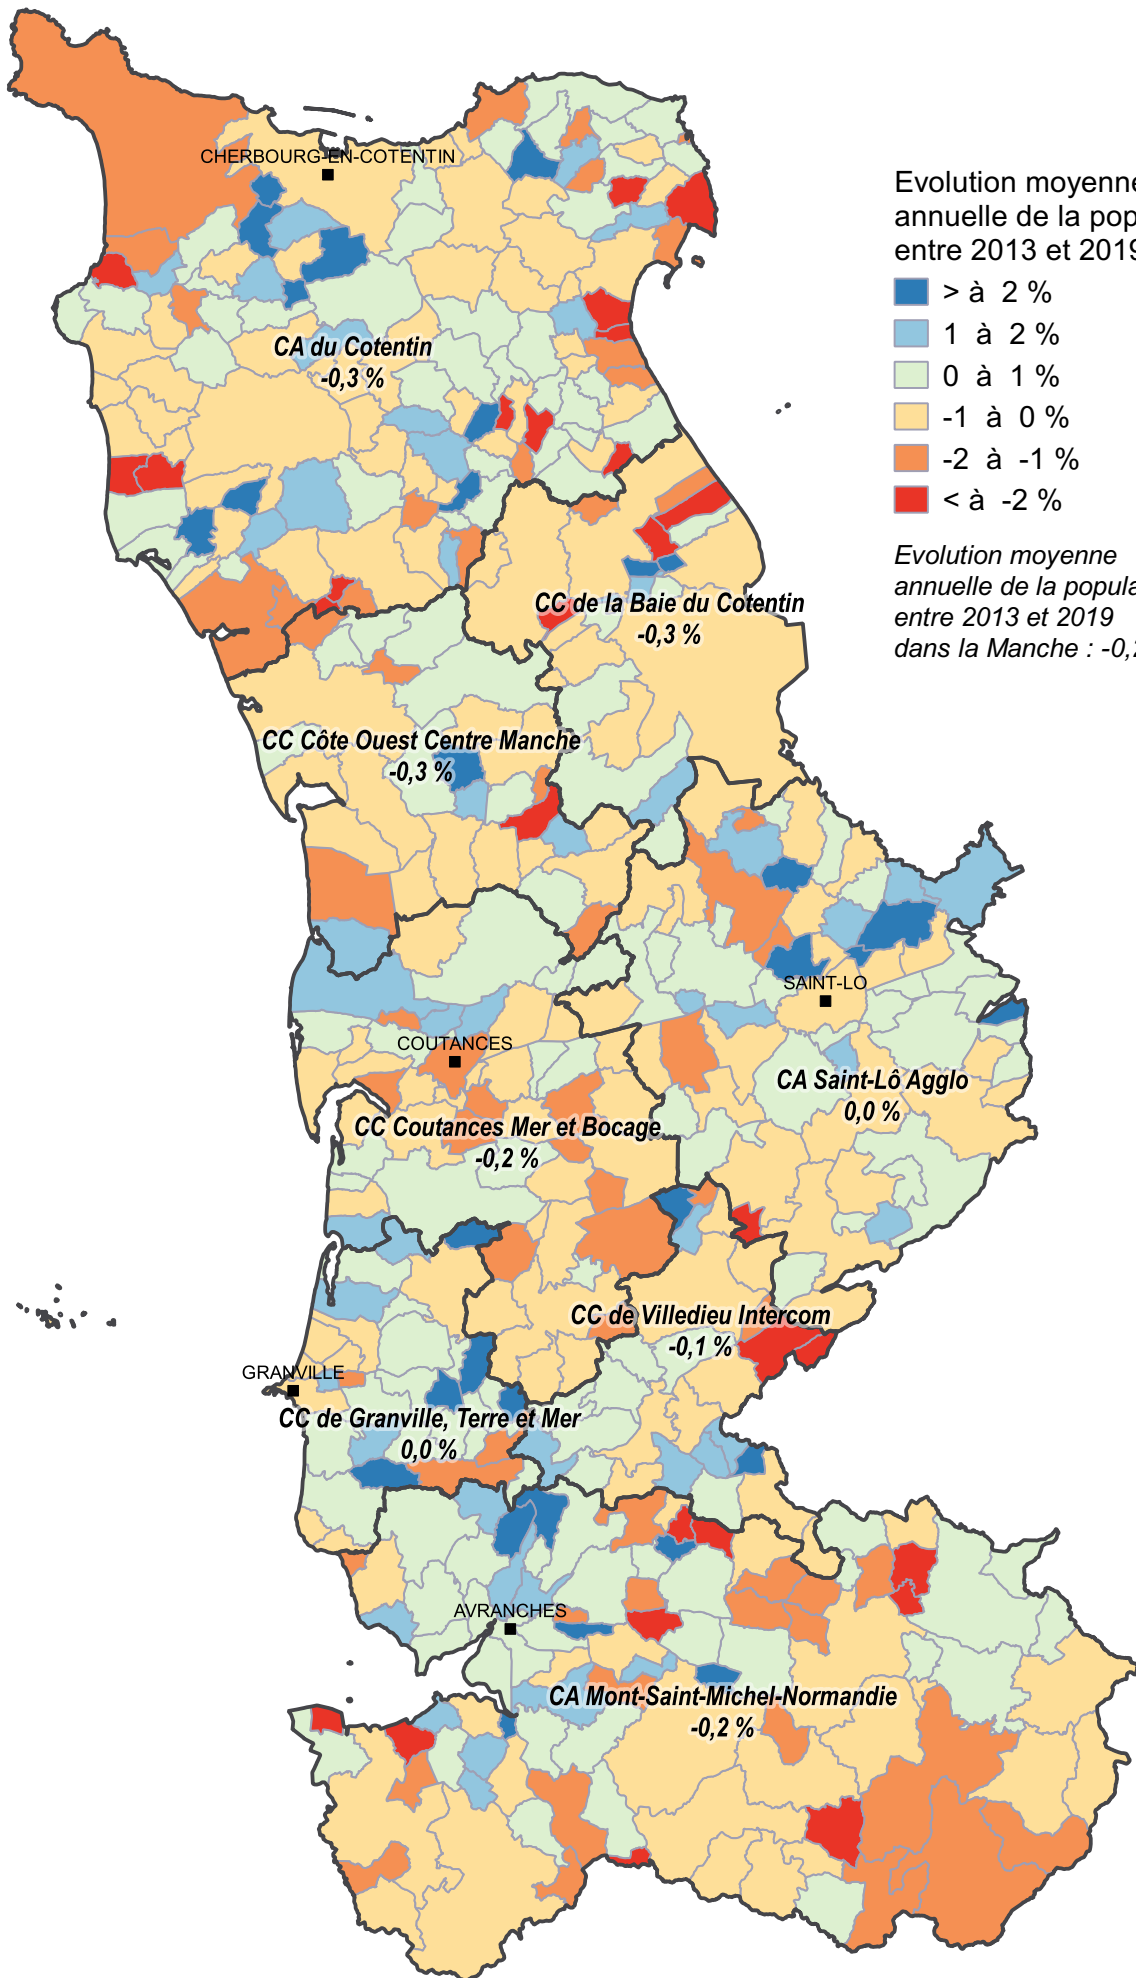 Evolution moyenne
annuelle de la pop
entre 2013 et 2019
> à 2 %
1 à 2 %
0 à 1 %
-1 à 0 %
-2 à -1 %
< à -2 %
Evolution moyenne
annuelle de la popula
entre 2013 et 2019
dans la Manche : -0,2
CHERBOURG-EN-COTENTIN
CA du Cotentin
-0,3 %
CC de la Baie du Cotentin
-0,3 %
CC Côte Ouest Centre Manche
-0,3 %
SAINT-LO
COUTANCES
CA Saint-Lô Agglo
0,0 %
CC Coutances Mer et Bocage
-0,2 %
CC de Villedieu Intercom
-0,1 %
GRANVILLE
CC de Granville, Terre et Mer
0,0 %
AVRANCHES
CA Mont-Saint-Michel-Normandie
-0,2 %